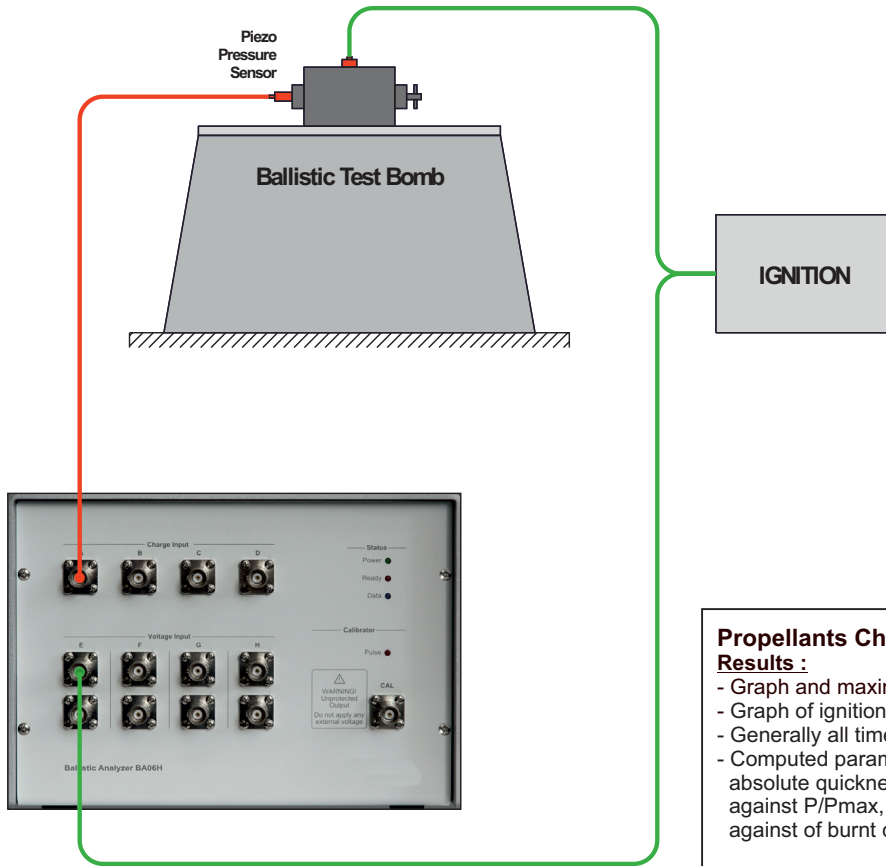 Piezo
Pressure
Sensor
Ballistic Test Bomb
IGNITION
Charge Input
A B C D
Status
Power
Ready
Data
Voltage Input
E F G H
Calibrator
Pulse
WARNING!
Unprotected
Output
Do not apply any
external voltage
CAL
Ballistic Analyzer BA06H
Propellants Ch
Results :
- Graph and maxin
- Graph of ignition
- Generally all time
- Computed param
absolute quickne
against P/Pmax,
against of burnt